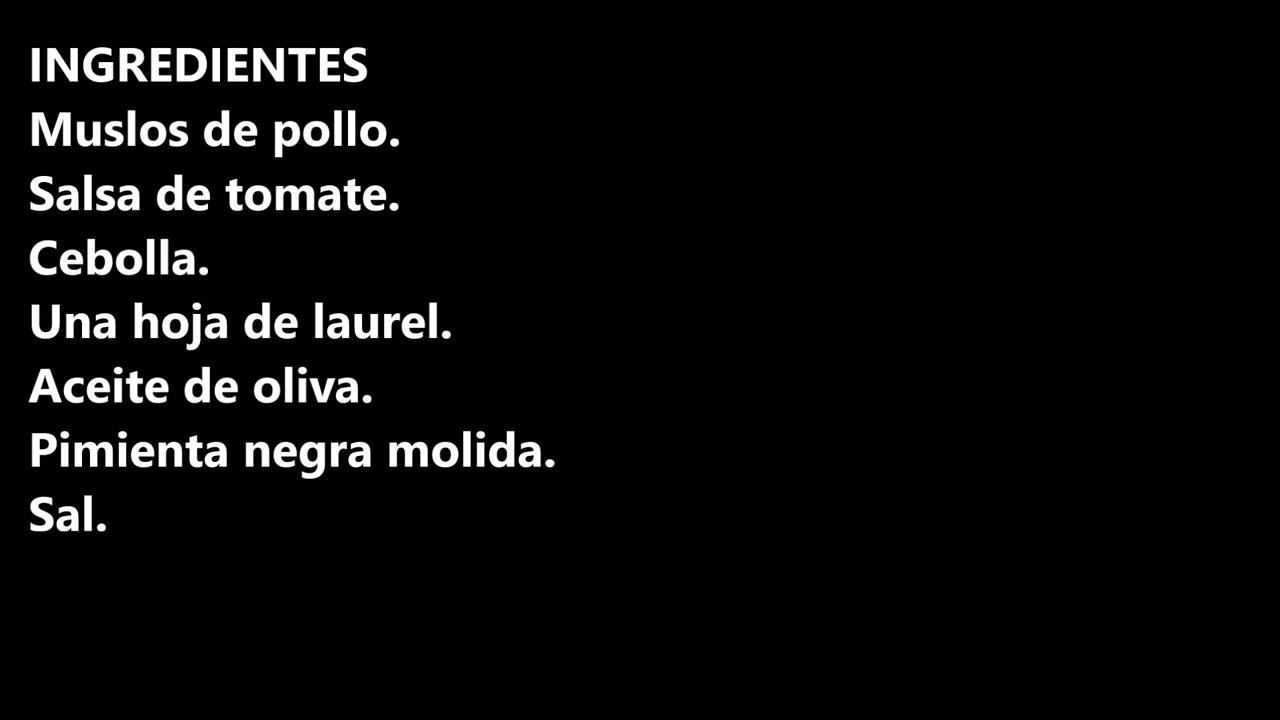 INGREDIENTES
Muslos de pollo.
Salsa de tomate.
Cebolla.
Una hoja de laurel.
Aceite de oliva.
Pimienta negra molida.
Sal.